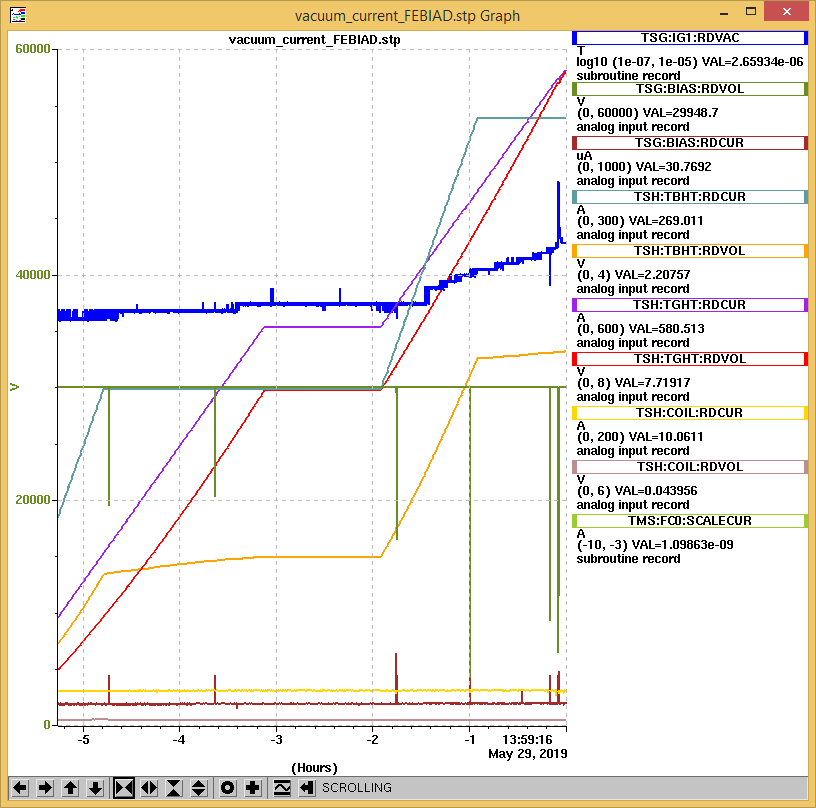 vacuum_current_FEBIAD.stp Graph
vacuum_current_FEBIAD.stp
60000
40000
V
20000
0
-5 -4 -3 -2 -1 13:59:16
May 29, 2019
(Hours)
TSG:IG1:RDVAC
T
log10 (1e-07, 1e-05) VAL=2.65934e-06
subroutine record
TSG:BIAS:RDVOL
V
(0, 60000) VAL=29948.7
analog input record
TSG:BIAS:RDCUR
uA
(0, 1000) VAL=30.7692
analog input record
TSH:TBHT:RDCUR
A
(0, 300) VAL=269.011
analog input record
TSH:TBHT:RDVOL
V
(0, 4) VAL=2.20757
analog input record
TSH:TGHT:RDCUR
A
(0, 600) VAL=580.513
analog input record
TSH:TGHT:RDVOL
V
(0, 8) VAL=7.71917
analog input record
TSH:COIL:RDCUR
A
(0, 200) VAL=10.0611
analog input record
TSH:COIL:RDVOL
V
(0, 6) VAL=0.043956
analog input record
TMS:FC0:SCALECUR
A
(-10, -3) VAL=1.09863e-09
subroutine record
SCROLLING